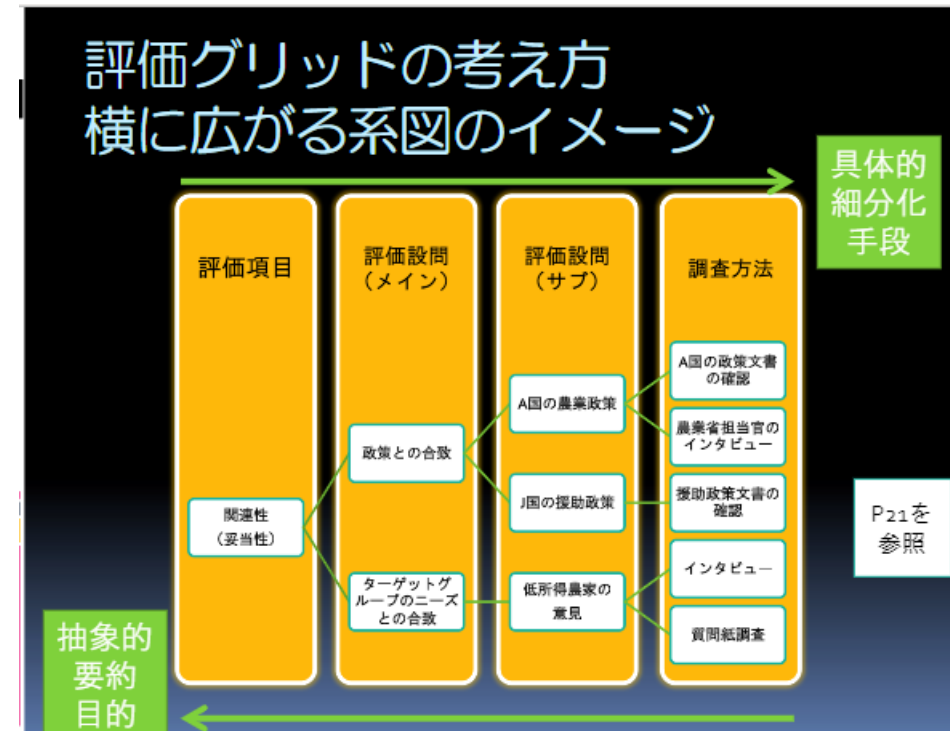 評価グリッドの考え方
横に広がる系図のイメージ
具体的
細分化
手段
評価項目
評価設問
(メイン)
評価設問
(サブ)
調査方法
関連性
(妥当性)
政策との合致
ターゲットグ
ループのニーズ
との合致
A国の農業政策
J国の援助政策
低所得農家の
意見
A国の政策文書
の確認
農業省担当官の
インタビュー
援助政策文書の
確認
インタビュー
質問紙調査
P21を
参照
抽象的
要約
目的